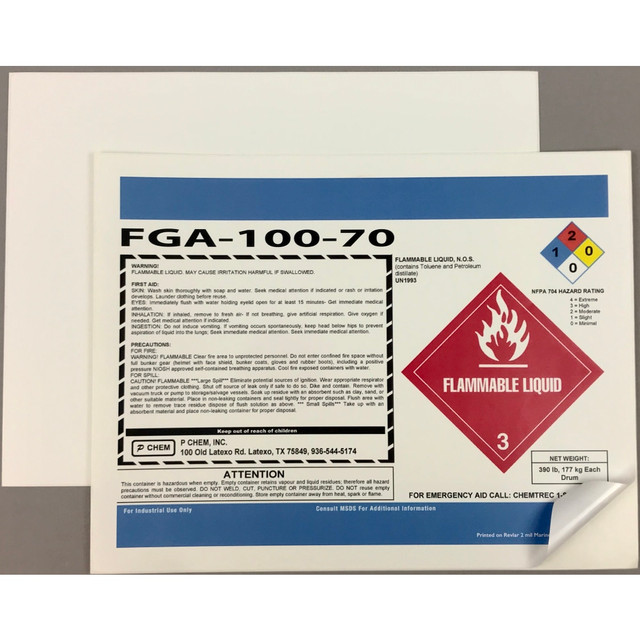 FGA-100-70
WARNING!
FLAMMABLE LIQUID. MAY CAUSE IRRITATION HARMFUL IF SWALLOWED.
FIRST AID:
SKIN: Wash skin thoroughly with soap and water. Seek medical attention if indicated or rash or irritation
develops. Launder clothing before reuse.
EYES: Immediately flush with water holding eyelid open for at least 15 minutes- Get immediate medical
attention.
INHALATION: If inhaled, remove to fresh air- If not breathing, give artificial respiration. Give oxygen if
needed. Get medical attention if indicated.
INGESTION: Do not induce vomiting. If vomiting occurs spontaneously, keep head below hips to prevent
aspiration of liquid into the lungs; Seek immediate medical attention. Seek immediate medical attention.
PRECAUTIONS:
FOR FIRE:
WARNING! FLAMMABLE Clear fire area to unprotected personnel. Do not enter confined fire space without
full bunker gear (helmet with face shield, bunker coats, gloves and rubber boots), including a positive
pressure NIOSH approved self-contained breathing apparatus. Cool fire exposed containers with water.
FOR SPILL:
CAUTION! FLAMMABLE ***Large Spill*** Eliminate potential sources of ignition. Wear appropriate respirator
and other protective clothing. Shut off source of leak only if safe to do so. Dike and contain. Remove with
vacuum truck or pump to storage/salvage vessels. Soak up residue with an absorbent such as clay, sand, or
other suitable material. Place in non-leaking containers and seal tightly for proper disposal. Flush area with
water to remove trace residue dispose of flush solution as above. *** Small Spills*** Take up with an
absorbent material and place non-leaking container for proper disposal.
Keep out of reach of children
P CHEM
P CHEM, INC.
100 Old Latexo Rd. Latexo, TX 75849, 936-544-5174
ATTENTION
This container is hazardous when empty. Empty container retains vapour and liquid residues; therefore all hazard
precautions must be observed. DO NOT WELD, CUT, PUNCTURE OR PRESSURIZE. DO NOT reuse empty
container without commercial cleaning or reconditioning. Store empty container away from heat, spark or flame.
FLAMMABLE LIQUID, N.O.S.
(contains Toluene and Petroleum
distillate)
UN1993
2
1
0
0
NFPA 704 HAZARD RATING
4 = Extreme
3 = High
2 = Moderate
1 = Slight
0 = Minimal
FLAMMABLE LIQUID
3
NET WEIGHT:
390 lb, 177 kg Each
Drum
FOR EMERGENCY AID CALL: CHEMTREC
For Industrial Use Only
Consult MSDS For Additional Information
Printed on Revlar 2 mil